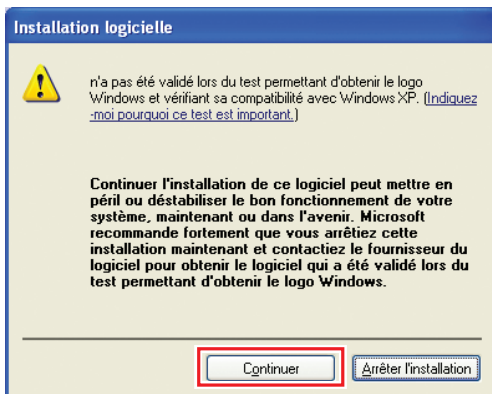 Installation logicielle
n'a pas été validé lors du test permettant d'obtenir le logo
Windows et vérifiant sa compatibilité avec Windows XP. (Indiquez
-moi pourquoi ce test est important.)
Continuer l'installation de ce logiciel peut mettre en
péril ou déstabiliser le bon fonctionnement de votre
système, maintenant ou dans l'avenir. Microsoft
recommande fortement que vous arrêtiez cette
installation maintenant et contactiez le fournisseur du
logiciel pour obtenir le logiciel qui a été validé lors du
test permettant d'obtenir le logo Windows.
Continuer
Arrêter l'installation